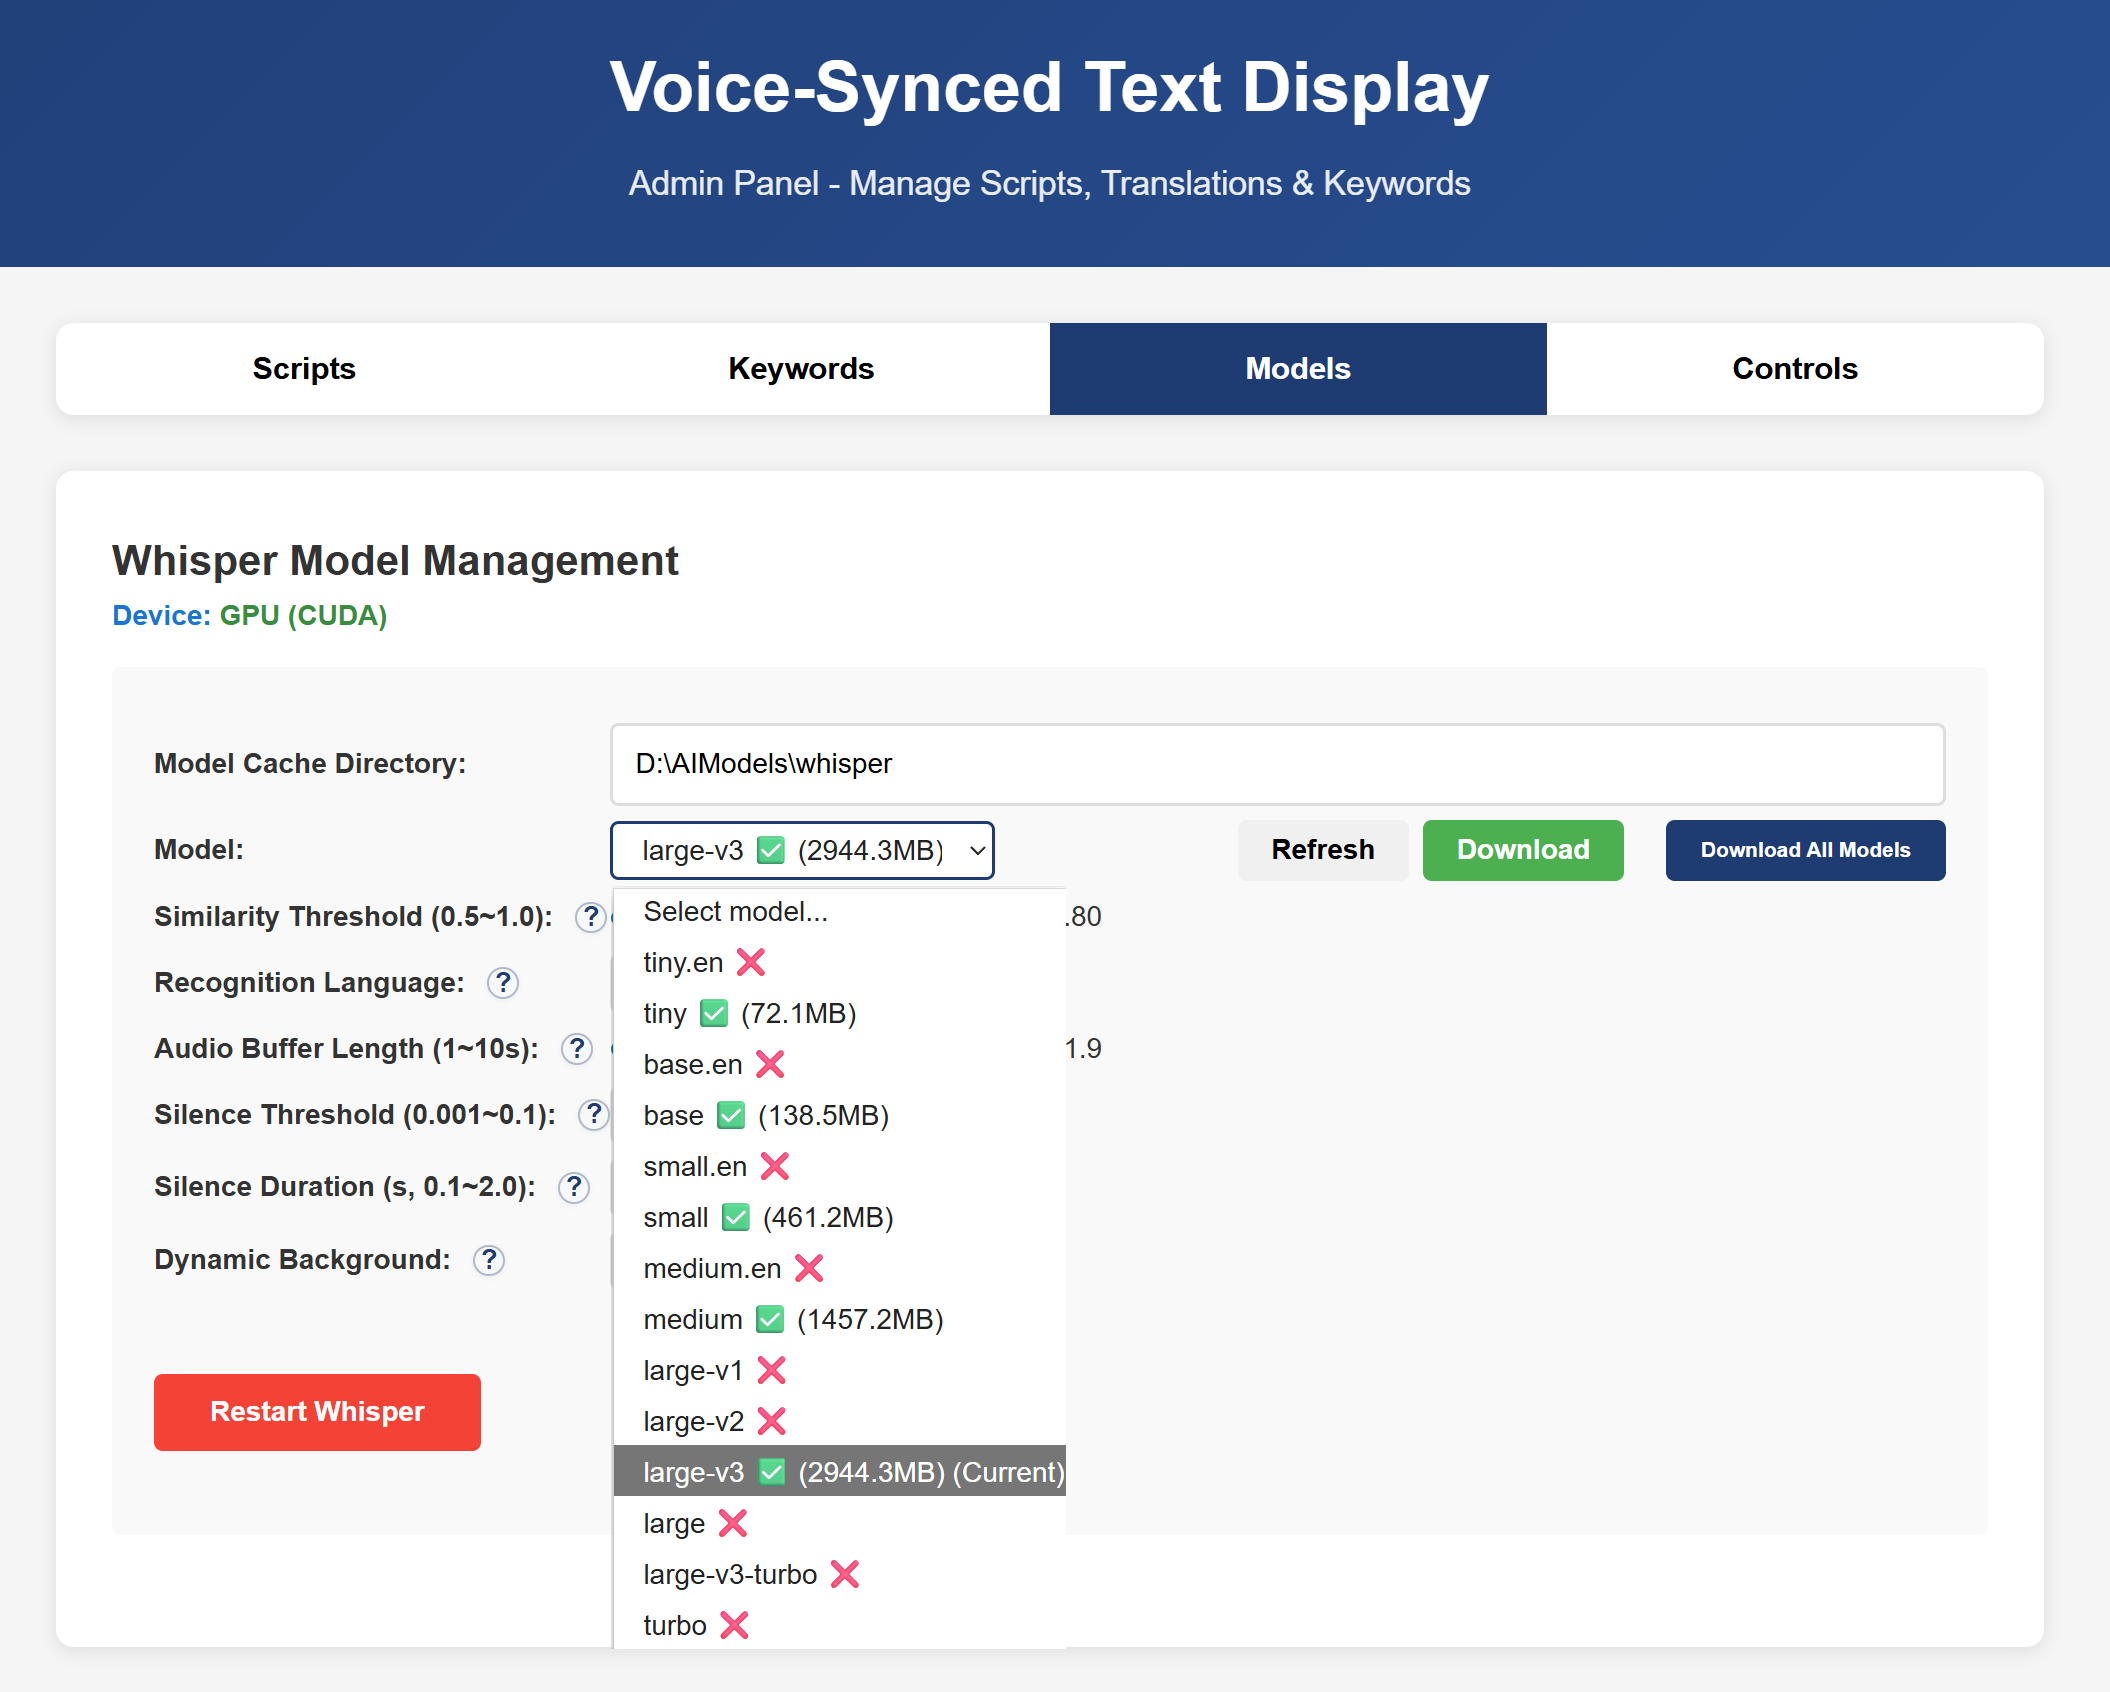 Voice-Synced Text Display
Admin Panel - Manage Scripts, Translations & Keywords
Scripts Keywords Models Controls
Whisper Model Management
Device: GPU (CUDA)
Model Cache Directory: D:\AIModels\whisper
Model: large-v3 ✅ (2944.3MB) Refresh Download Download All Models
Similarity Threshold (0.5~1.0): ? .80
Recognition Language: ?
Audio Buffer Length (1~10s): ? 1.9
Silence Threshold (0.001~0.1): ?
Silence Duration (s, 0.1~2.0): ?
Dynamic Background: ?
Restart Whisper
Select model...
tiny.en ❌
tiny ✅ (72.1MB)
base.en ❌
base ✅ (138.5MB)
small.en ❌
small ✅ (461.2MB)
medium.en ❌
medium ✅ (1457.2MB)
large-v1 ❌
large-v2 ❌
large-v3 ✅ (2944.3MB) (Current)
large ❌
large-v3-turbo ❌
turbo ❌